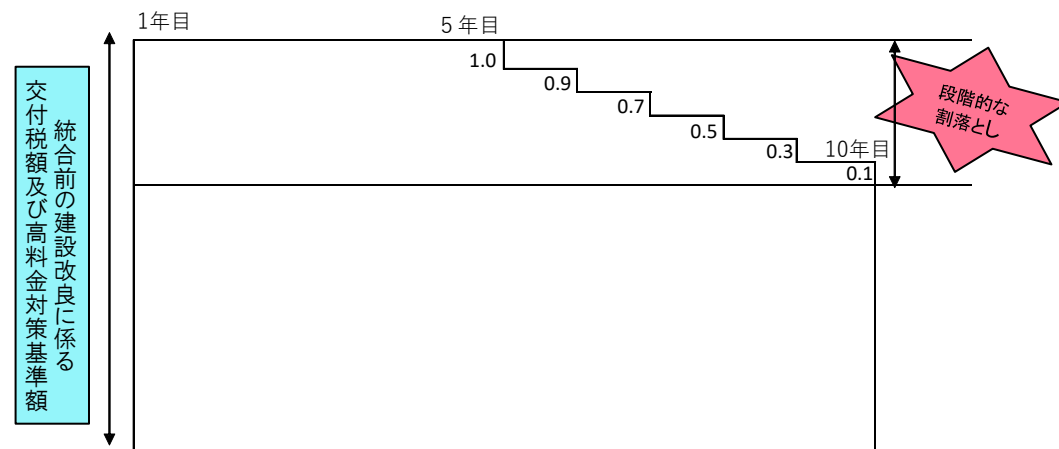 1年目
5年目
1.0
0.9
0.7
0.5
0.3
10年目
0.1
段階的な
割落とし
統合前の建設改良に係る
交付税額及び高料金対策基準額